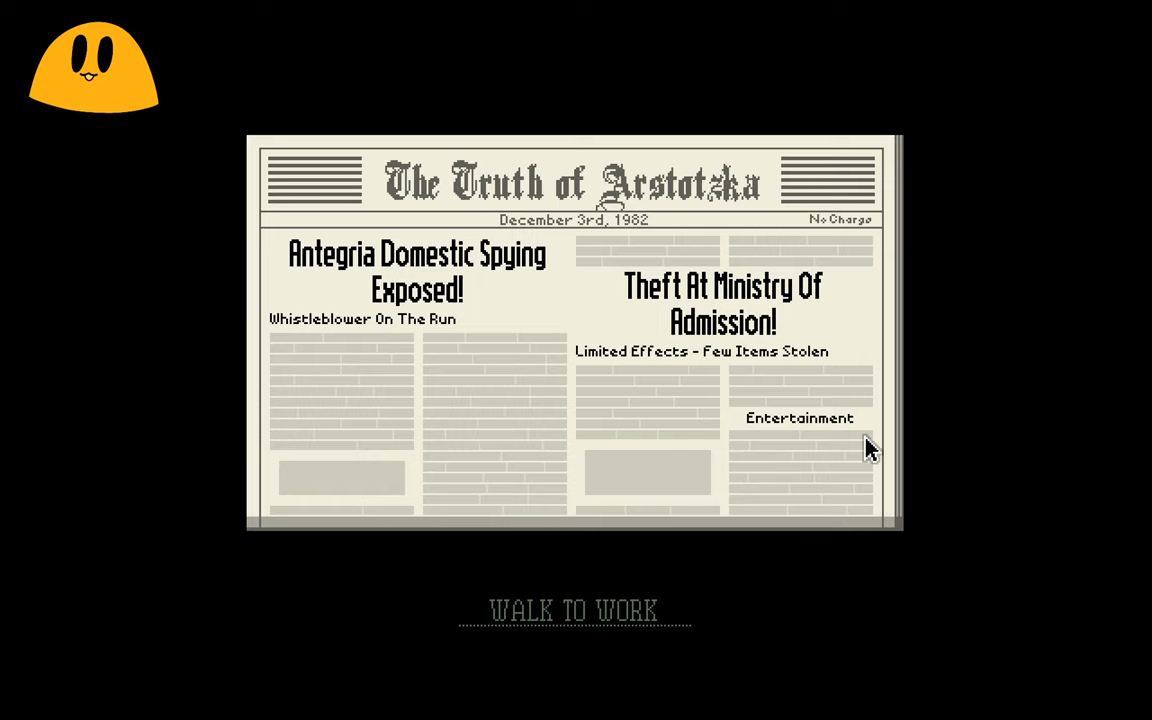 The Truth of Arstotzka
December 3rd, 1982
No Charge
Antegria Domestic Spying
Exposed!
Whistleblower On The Run
Theft At Ministry Of
Admission!
Limited Effects - Few Items Stolen
Entertainment
WALK TO WORK